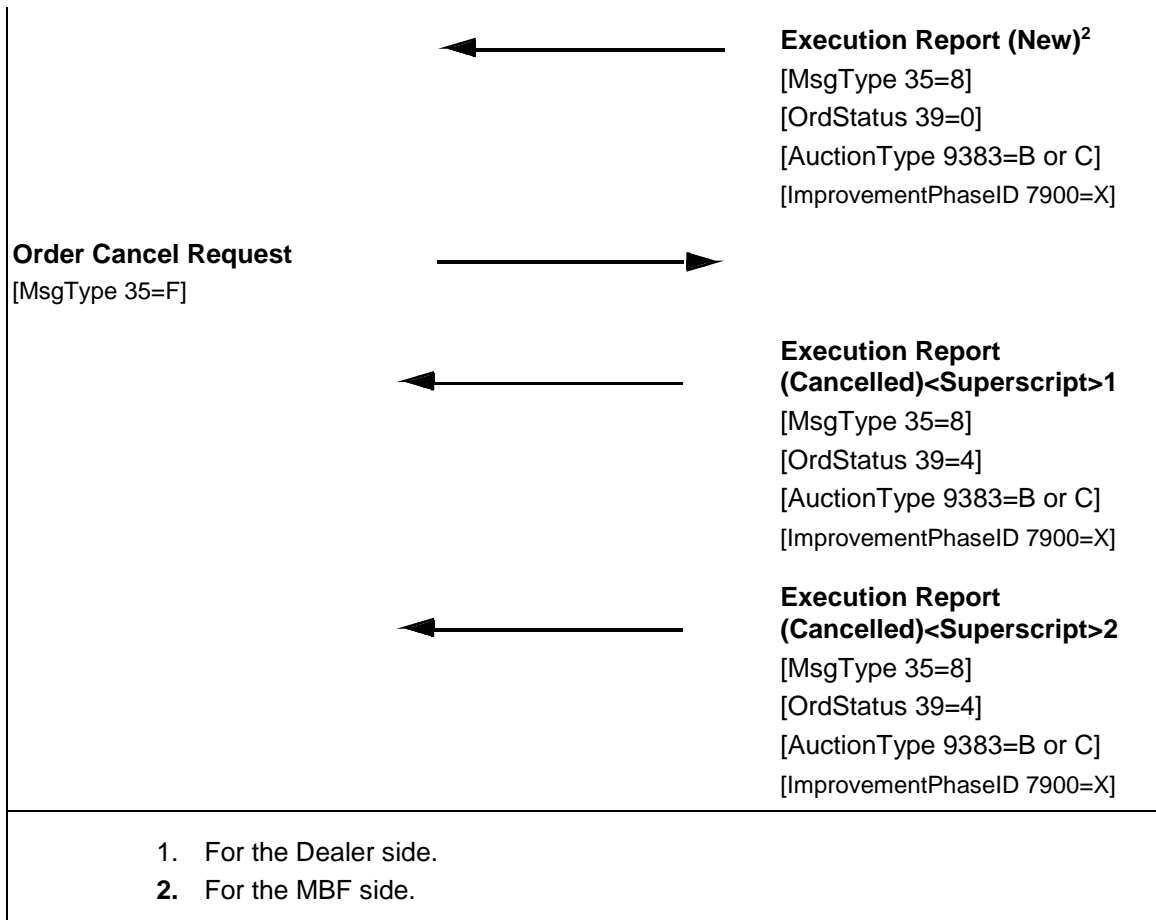 Execution Report (New)2
[MsgType 35=8]
[OrdStatus 39=0]
[AuctionType 9383=B or C]
[ImprovementPhaseID 7900=X]
Order Cancel Request
[MsgType 35=F]
Execution Report
(Cancelled)<Superscript>1
[MsgType 35=8]
[OrdStatus 39=4]
[AuctionType 9383=B or C]
[ImprovementPhaseID 7900=X]
Execution Report
(Cancelled)<Superscript>2
[MsgType 35=8]
[OrdStatus 39=4]
[AuctionType 9383=B or C]
[ImprovementPhaseID 7900=X]
1. For the Dealer side.
2. For the MBF side.